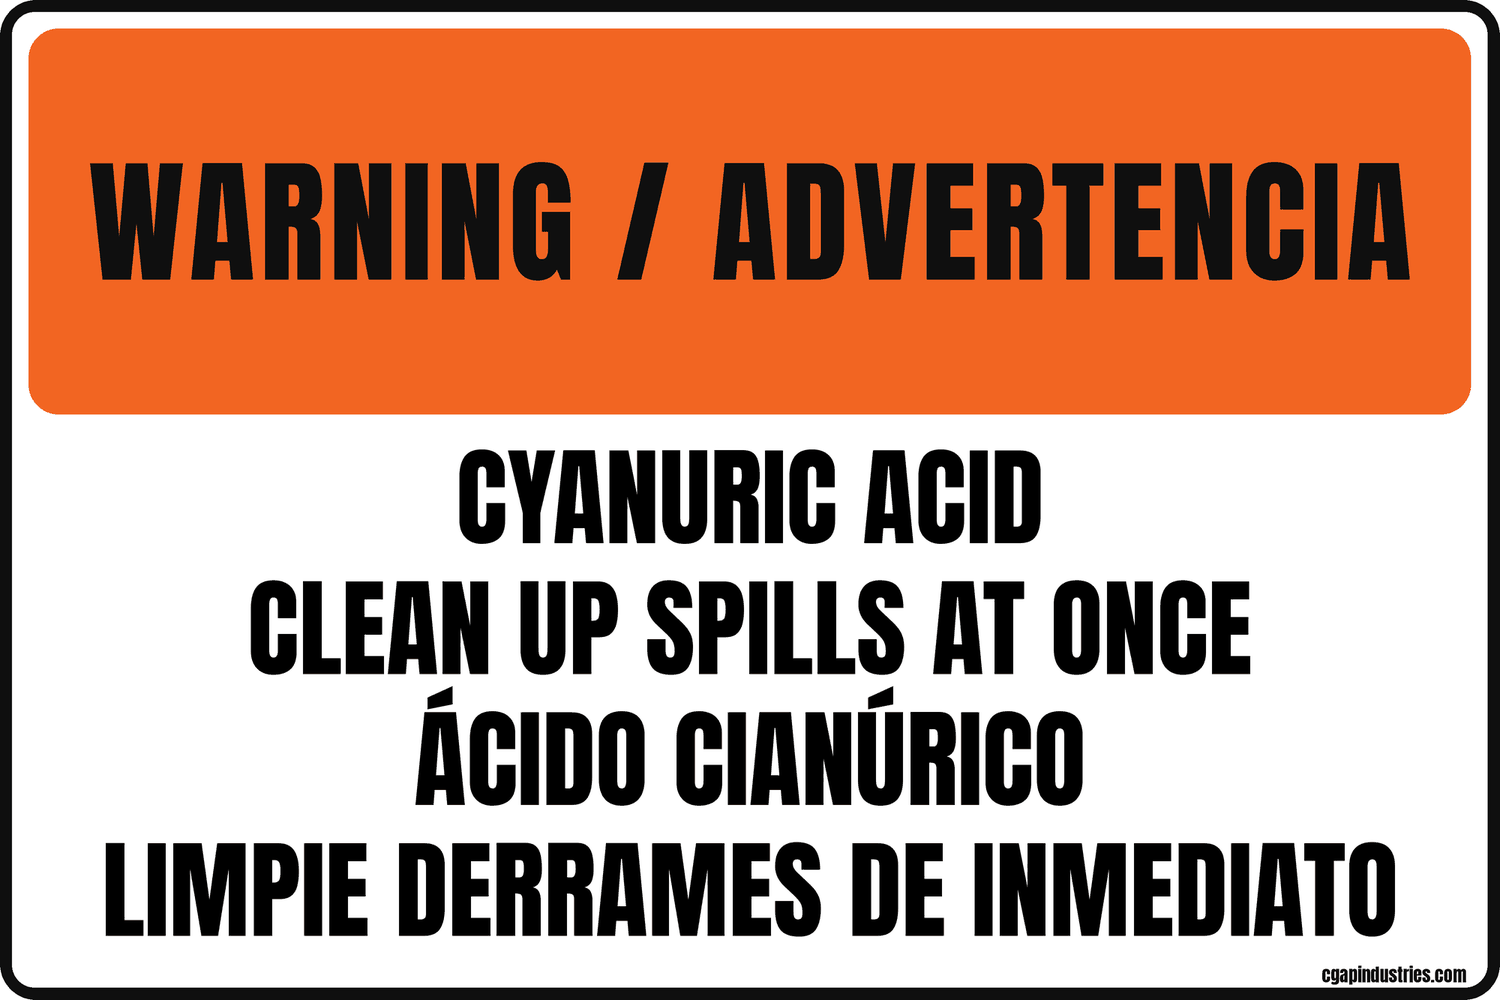 WARNING / ADVERTENCIA
CYANURIC ACID
CLEAN UP SPILLS AT ONCE
ÁCIDO CIANÚRICO
LIMPIE DERRAMES DE INMEDIATO
cgapindustries.com